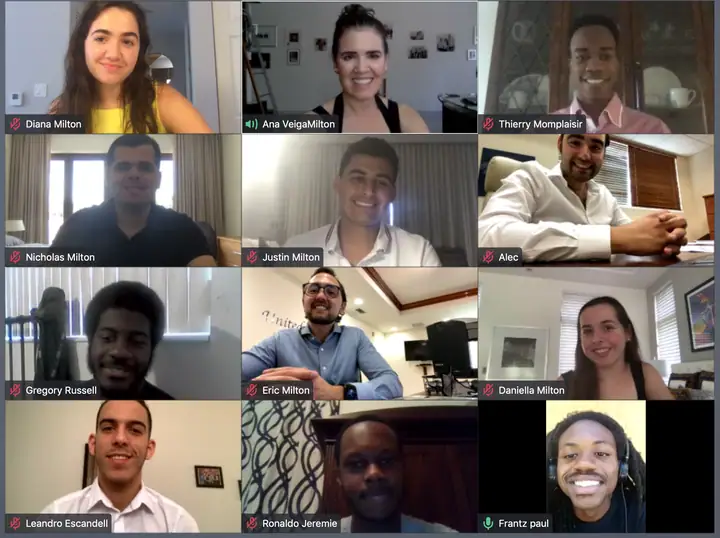 Diana Milton
Ana VeigaMilton
Thierry Momplaisir
Nicholas Milton
Justin Milton
Alec
Gregory Russell
United
Eric Milton
Daniella Milton
Leandro Escandell
Ronaldo Jeremie
Frantz paul